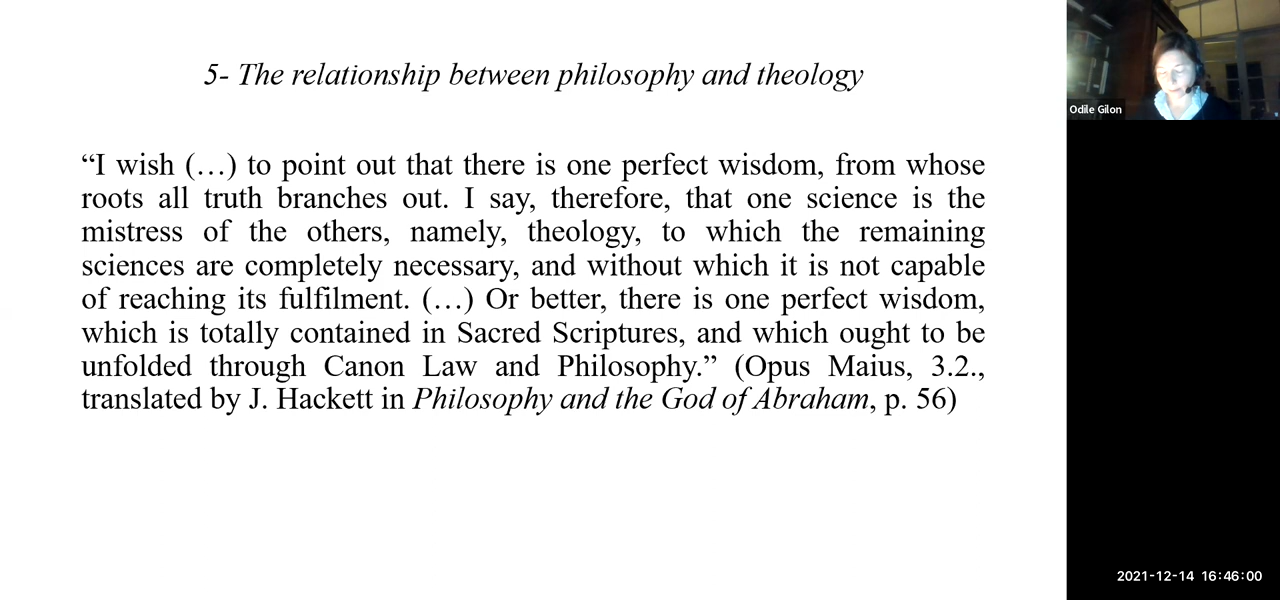 5- The relationship between philosophy and theology
“I wish (…) to point out that there is one perfect wisdom, from whose
roots all truth branches out. I say, therefore, that one science is the
mistress of the others, namely, theology, to which the remaining
sciences are completely necessary, and without which it is not capable
of reaching its fulfilment. (…) Or better, there is one perfect wisdom,
which is totally contained in Sacred Scriptures, and which ought to be
unfolded through Canon Law and Philosophy.” (Opus Maius, 3.2.,
translated by J. Hackett in Philosophy and the God of Abraham, p. 56)
Odile Gilon
2021-12-14 16:46:00